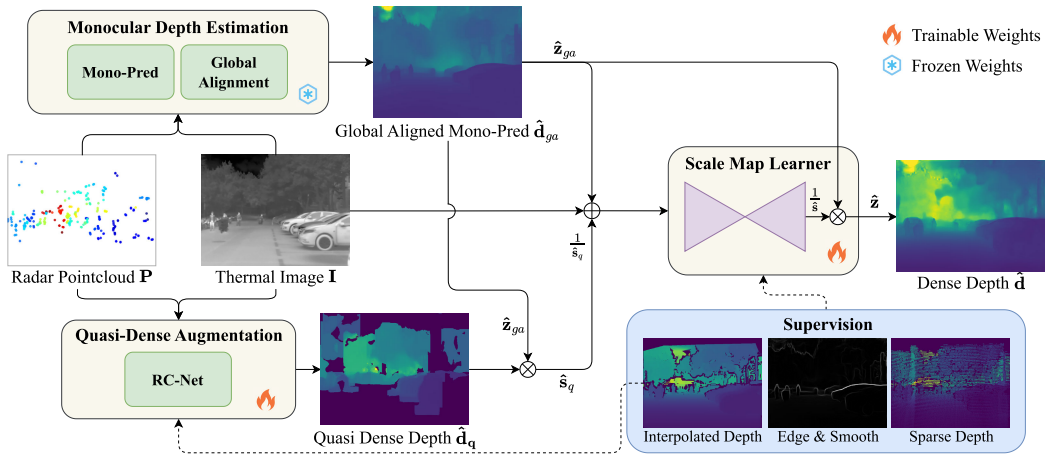 Monocular Depth Estimation
Mono-Pred
Global
Alignment
Global Aligned Mono-Pred d̂_ga
ẑ_ga
Trainable Weights
Frozen Weights
Radar Pointcloud P
Thermal Image I
Scale Map Learner
1/ŝ
ẑ
Dense Depth d̂
1/ŝ_q
Quasi-Dense Augmentation
RC-Net
Quasi Dense Depth d̂_q
ẑ_ga
ŝ_q
Supervision
Interpolated Depth
Edge & Smooth
Sparse Depth